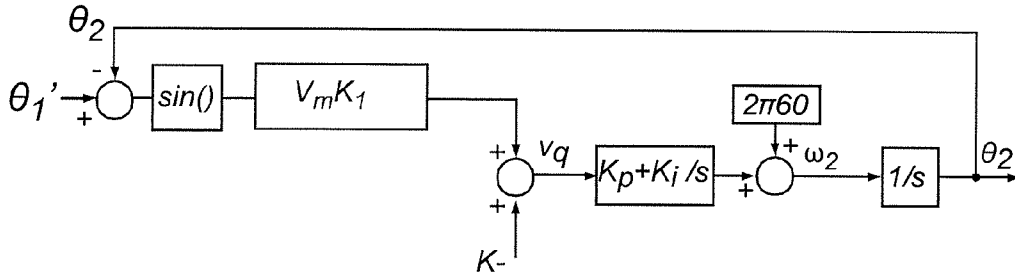 θ2
-
θ1'
+
sin()
VmK1
2π60
+
+
+
vq
Kp+Ki /s
+
ω2
1/s
θ2
+
K-